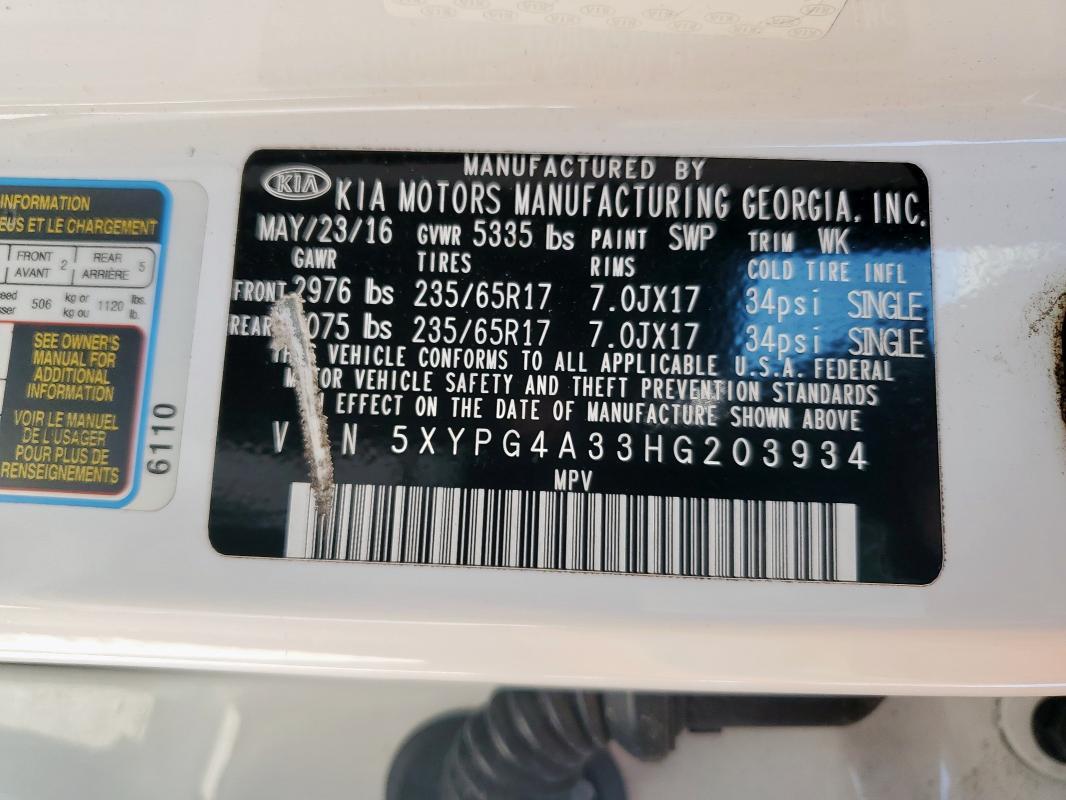 MANUFACTURED BY
KIA KIA MOTORS MANUFACTURING GEORGIA, INC.
MAY/23/16 GVWR 5335 lbs PAINT SWP TRIM WK
GAWR TIRES RIMS COLD TIRE INFL
FRONT 2976 lbs 235/65R17 7.0JX17 34psi SINGLE
REAR 075 lbs 235/65R17 7.0JX17 34psi SINGLE
VEHICLE CONFORMS TO ALL APPLICABLE U.S.A. FEDERAL
VEHICLE SAFETY AND THEFT PREVENTION STANDARDS
EFFECT ON THE DATE OF MANUFACTURE SHOWN ABOVE
V N 5XYPG4A33HG203934
MPV
INFORMATION
EUS ET LE CHARGEMENT
FRONT 2 REAR 5
AVANT ARRIÈRE
506 kg or 1120 lbs.
kg ou lb.
SEE OWNER'S
MANUAL FOR
ADDITIONAL
INFORMATION
VOIR LE MANUEL
DE L'USAGER
POUR PLUS DE
RENSEIGNEMENTS
6110